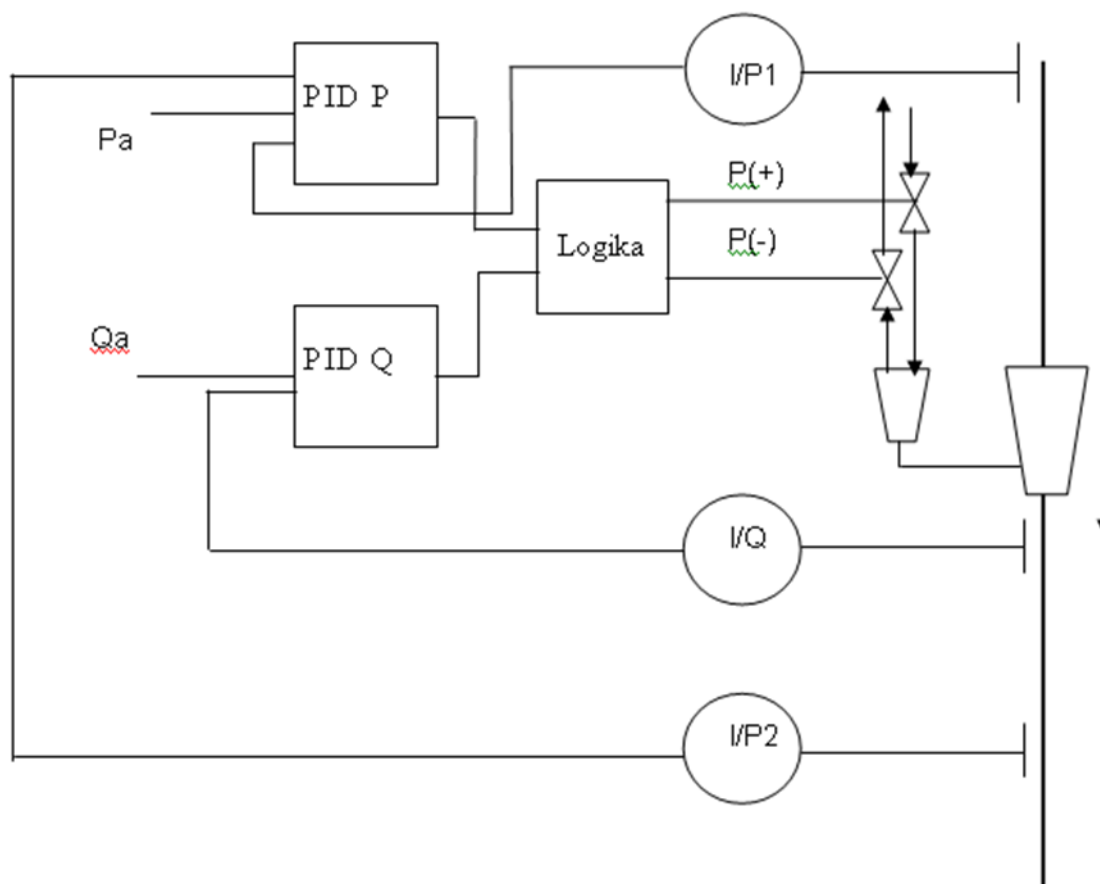 I/P1
PID P
Pa
P(+)
P(-)
Logika
Qa
PID Q
I/Q
I/P2